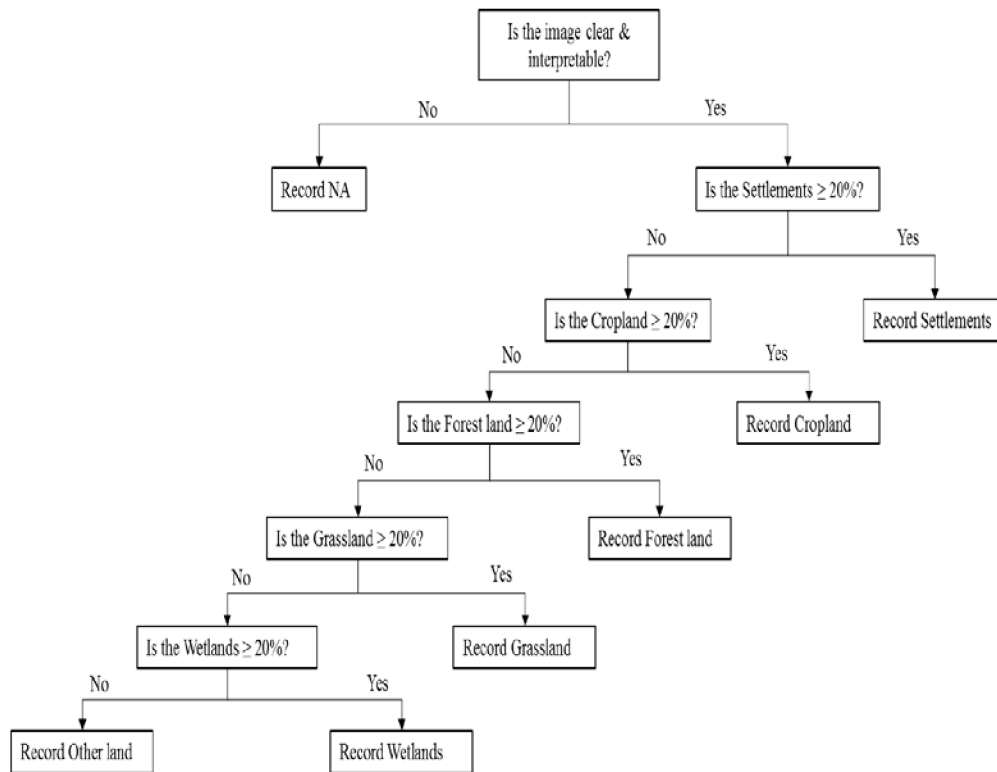 Is the image clear &
interpretable?
No
Yes
Record NA
Is the Settlements ≥ 20%?
No
Yes
Is the Cropland ≥ 20%?
Record Settlements
No
Yes
Is the Forest land ≥ 20%?
Record Cropland
No
Yes
Is the Grassland ≥ 20%?
Record Forest land
No
Yes
Is the Wetlands ≥ 20%?
Record Grassland
No
Yes
Record Other land
Record Wetlands